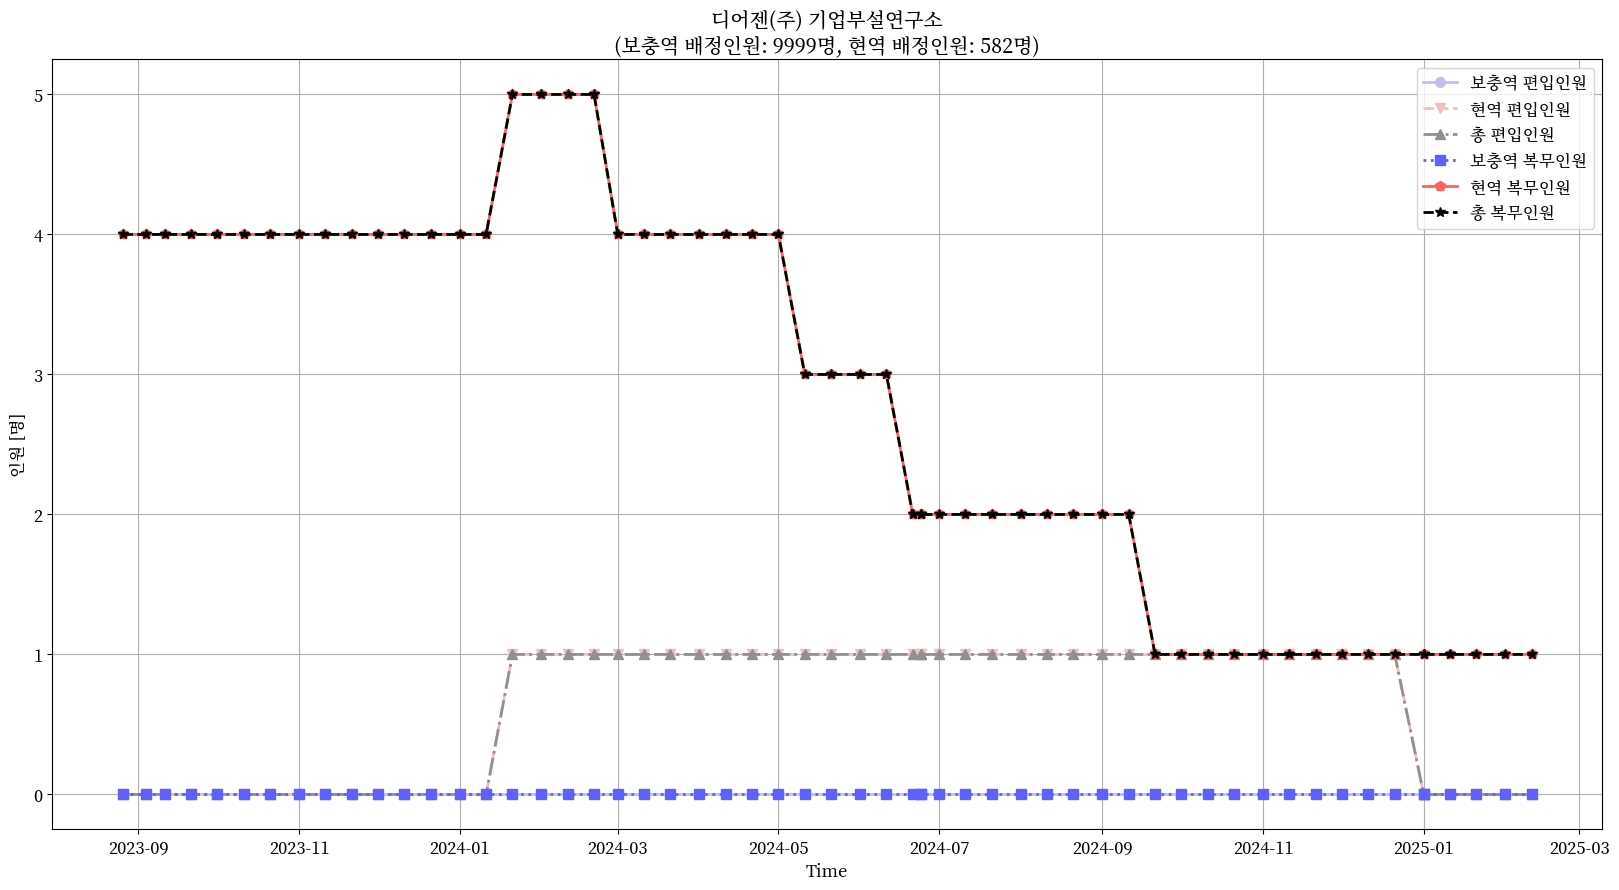 디어젠(주) 기업부설연구소
(보충역 배정인원: 9999명, 현역 배정인원: 582명)
보충역 편입인원
현역 편입인원
총 편입인원
보충역 복무인원
현역 복무인원
총 복무인원
인원 [명]
5
4
3
2
1
0
2023-09
2023-11
2024-01
2024-03
2024-05
2024-07
2024-09
2024-11
2025-01
2025-03
Time